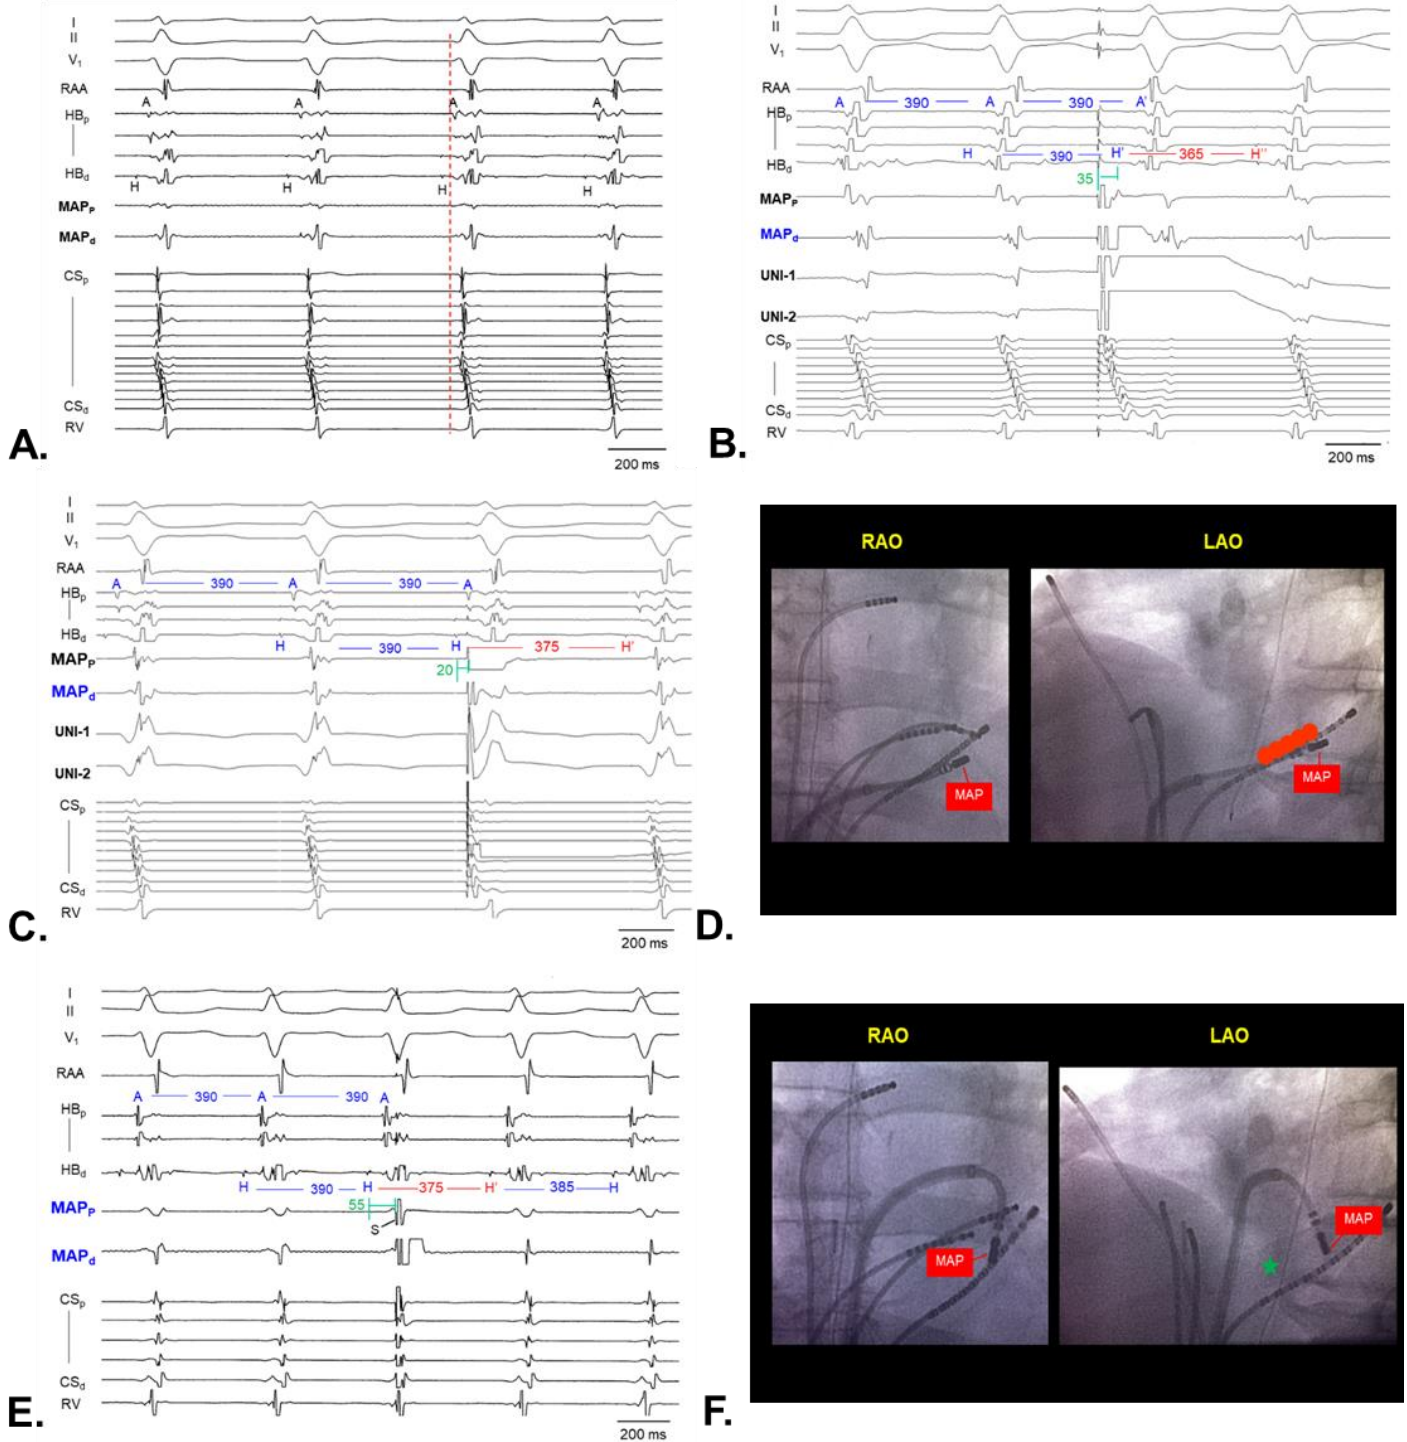 I
II
V1
RAA
A A A A
HBp
HBd
H H H H
MAPP
MAPd
CSp
CSd
RV
200 ms
A.
I
II
V1
RAA
A 390 A 390 A'
HBp
H 390 H' 365 H''
HBd
35
MAPP
MAPd
UNI-1
UNI-2
CSp
CSd
RV
200 ms
B.
I
II
V1
RAA
A 390 A 390 A
HBp
HBd
H 390 H 375 H'
MAPP
20
MAPd
UNI-1
UNI-2
CSp
CSd
RV
200 ms
C.
RAO LAO
MAP MAP
D.
I
II
V1
RAA
A 390 A 390 A
HBp
HBd
H 390 H 375 H' 385 H
MAPP
55
S
MAPd
CSp
CSd
RV
200 ms
E.
RAO LAO
MAP MAP
F.